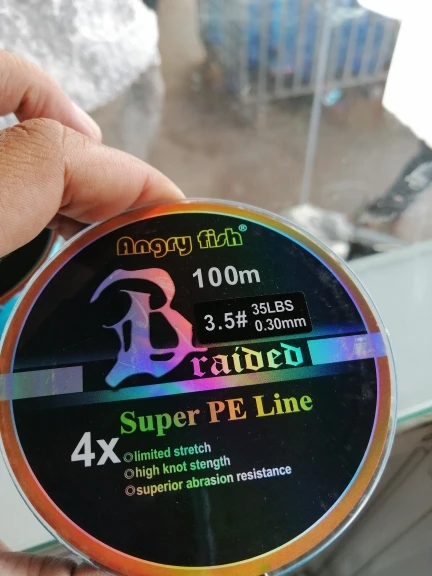 Angry fish®
100m
3.5# 35LBS
0.30mm
Braided
Super PE Line
4x
limited stretch
high knot stength
superior abrasion resistance